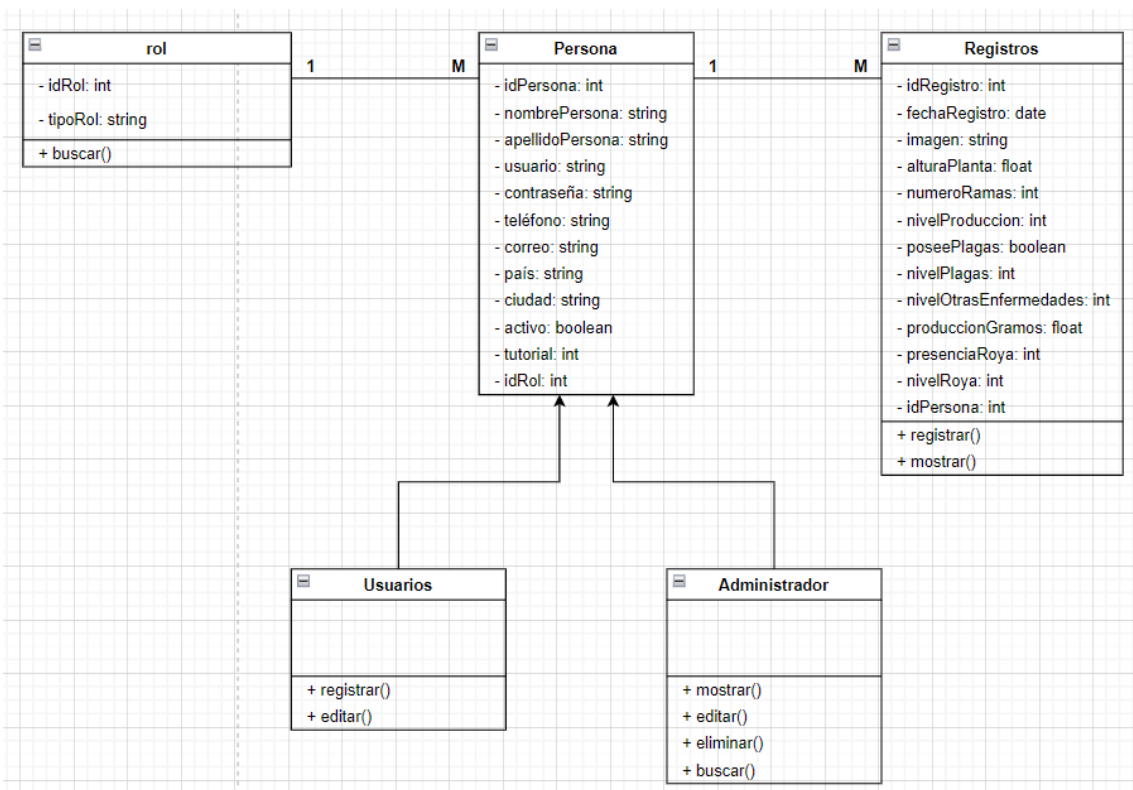 rol
- idRol: int
- tipoRol: string
+ buscar()
1
M
Persona
- idPersona: int
- nombrePersona: string
- apellidoPersona: string
- usuario: string
- contraseña: string
- teléfono: string
- correo: string
- país: string
- ciudad: string
- activo: boolean
- tutorial: int
- idRol: int
1
M
Registros
- idRegistro: int
- fechaRegistro: date
- imagen: string
- alturaPlanta: float
- numeroRamas: int
- nivelProduccion: int
- poseePlagas: boolean
- nivelPlagas: int
- nivelOtrasEnfermedades: int
- produccionGramos: float
- presenciaRoya: int
- nivelRoya: int
- idPersona: int
+ registrar()
+ mostrar()
Usuarios
+ registrar()
+ editar()
Administrador
+ mostrar()
+ editar()
+ eliminar()
+ buscar()